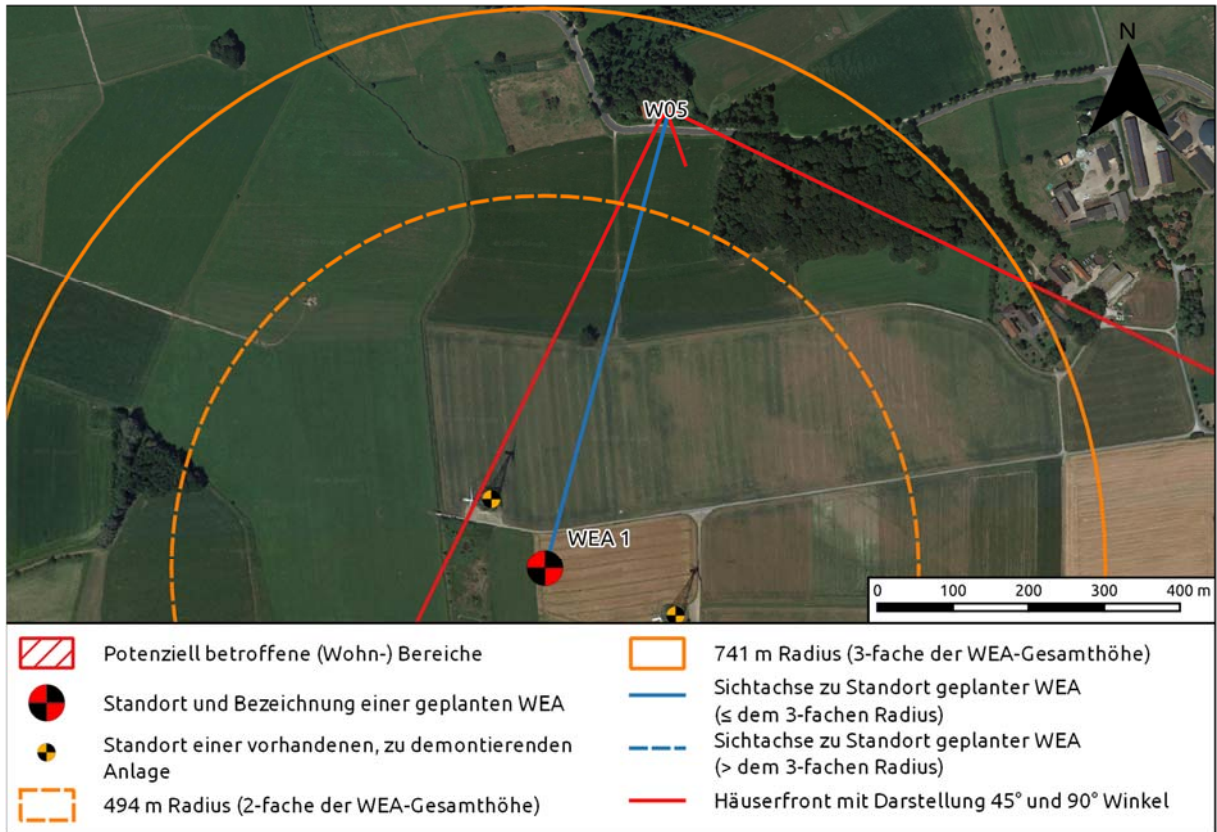 N
W05
WEA 1
0 100 200 300 400 m
Potenziell betroffene (Wohn-) Bereiche
Standort und Bezeichnung einer geplanten WEA
Standort einer vorhandenen, zu demontierenden
Anlage
494 m Radius (2-fache der WEA-Gesamthöhe)
741 m Radius (3-fache der WEA-Gesamthöhe)
Sichtachse zu Standort geplanter WEA
(≤ dem 3-fachen Radius)
Sichtachse zu Standort geplanter WEA
(> dem 3-fachen Radius)
Häuserfront mit Darstellung 45° und 90° Winkel